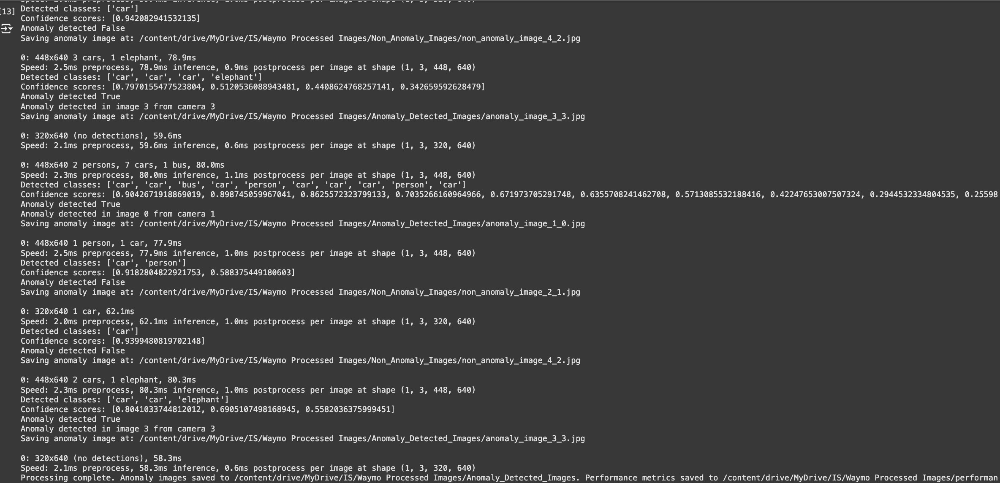 [13]
Detected classes: ['car']
Confidence scores: [0.942082941532135]
Anomaly detected False
Saving anomaly image at: /content/drive/MyDrive/IS/Waymo Processed Images/Non_Anomaly_Images/non_anomaly_image_4_2.jpg
0: 448x640 3 cars, 1 elephant, 78.9ms
Speed: 2.5ms preprocess, 78.9ms inference, 0.9ms postprocess per image at shape (1, 3, 448, 640)
Detected classes: ['car', 'car', 'car', 'elephant']
Confidence scores: [0.7970155477523804, 0.5120536088943481, 0.4408624768257141, 0.342659592628479]
Anomaly detected True
Anomaly detected in image 3 from camera 3
Saving anomaly image at: /content/drive/MyDrive/IS/Waymo Processed Images/Anomaly_Detected_Images/anomaly_image_3_3.jpg
0: 320x640 (no detections), 59.6ms
Speed: 2.1ms preprocess, 59.6ms inference, 0.6ms postprocess per image at shape (1, 3, 320, 640)
0: 448x640 2 persons, 7 cars, 1 bus, 80.0ms
Speed: 2.3ms preprocess, 80.0ms inference, 1.1ms postprocess per image at shape (1, 3, 448, 640)
Detected classes: ['car', 'car', 'bus', 'car', 'person', 'car', 'car', 'car', 'person', 'car']
Confidence scores: [0.9042671918869019, 0.898745059967041, 0.8625572323799133, 0.7035266160964966, 0.671973705291748, 0.6355708241462708, 0.5713085532188416, 0.42247653007507324, 0.2944532334804535, 0.25598
Anomaly detected True
Anomaly detected in image 0 from camera 1
Saving anomaly image at: /content/drive/MyDrive/IS/Waymo Processed Images/Anomaly_Detected_Images/anomaly_image_1_0.jpg
0: 448x640 1 person, 1 car, 77.9ms
Speed: 2.5ms preprocess, 77.9ms inference, 1.0ms postprocess per image at shape (1, 3, 448, 640)
Detected classes: ['car', 'person']
Confidence scores: [0.9182804822921753, 0.588375449180603]
Anomaly detected False
Saving anomaly image at: /content/drive/MyDrive/IS/Waymo Processed Images/Non_Anomaly_Images/non_anomaly_image_2_1.jpg
0: 320x640 1 car, 62.1ms
Speed: 2.0ms preprocess, 62.1ms inference, 1.0ms postprocess per image at shape (1, 3, 320, 640)
Detected classes: ['car']
Confidence scores: [0.9399480819702148]
Anomaly detected False
Saving anomaly image at: /content/drive/MyDrive/IS/Waymo Processed Images/Non_Anomaly_Images/non_anomaly_image_4_2.jpg
0: 448x640 2 cars, 1 elephant, 80.3ms
Speed: 2.3ms preprocess, 80.3ms inference, 1.0ms postprocess per image at shape (1, 3, 448, 640)
Detected classes: ['car', 'car', 'elephant']
Confidence scores: [0.8041033744812012, 0.6905107498168945, 0.5582036375999451]
Anomaly detected True
Anomaly detected in image 3 from camera 3
Saving anomaly image at: /content/drive/MyDrive/IS/Waymo Processed Images/Anomaly_Detected_Images/anomaly_image_3_3.jpg
0: 320x640 (no detections), 58.3ms
Speed: 2.1ms preprocess, 58.3ms inference, 0.6ms postprocess per image at shape (1, 3, 320, 640)
Processing complete. Anomaly images saved to /content/drive/MyDrive/IS/Waymo Processed Images/Anomaly_Detected_Images. Performance metrics saved to /content/drive/MyDrive/IS/Waymo Processed Images/performan